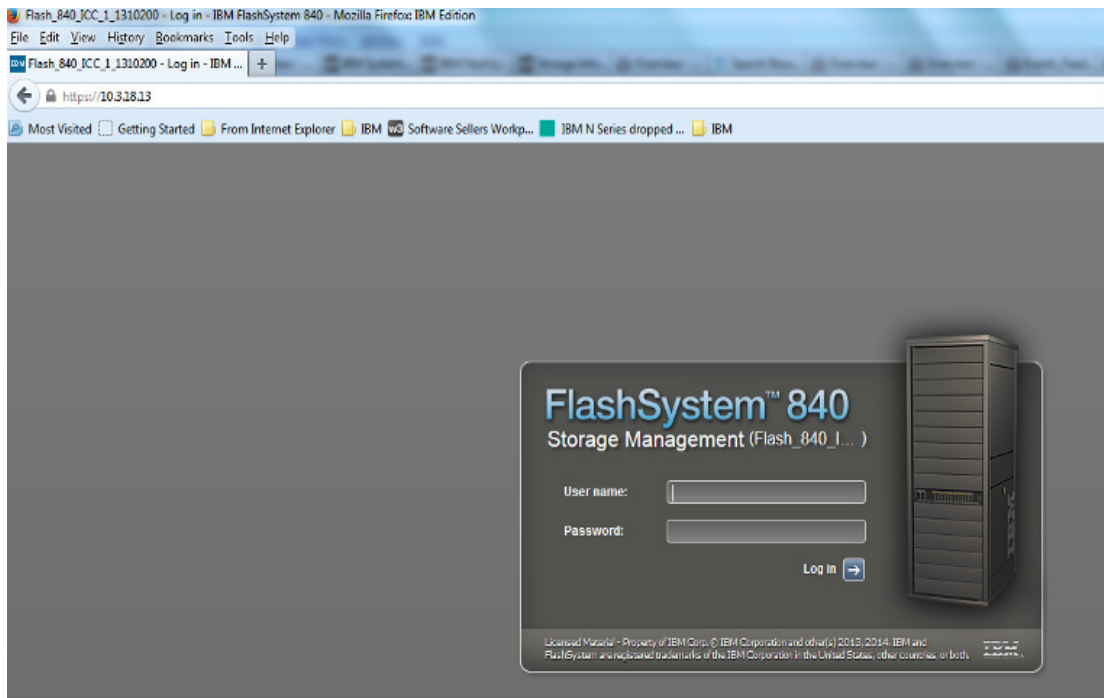 Flash_840_ICC_1_1310200 - Log in - IBM FlashSystem 840 - Mozilla Firefox: IBM Edition
File Edit View History Bookmarks Tools Help
IBM Flash_840_ICC_1_1310200 - Log in - IBM ... +
https://10.3.18.13
Most Visited Getting Started From Internet Explorer IBM W3 Software Sellers Workp... IBM N Series dropped ... IBM
FlashSystem™ 840
Storage Management (Flash_840_I... )
User name:
Password:
Log in
IBM
Licensed Material - Property of IBM Corp. © IBM Corporation and other(s) 2013, 2014. IBM and
FlashSystem are registered trademarks of the IBM Corporation in the United States, other countries, or both.
IBM